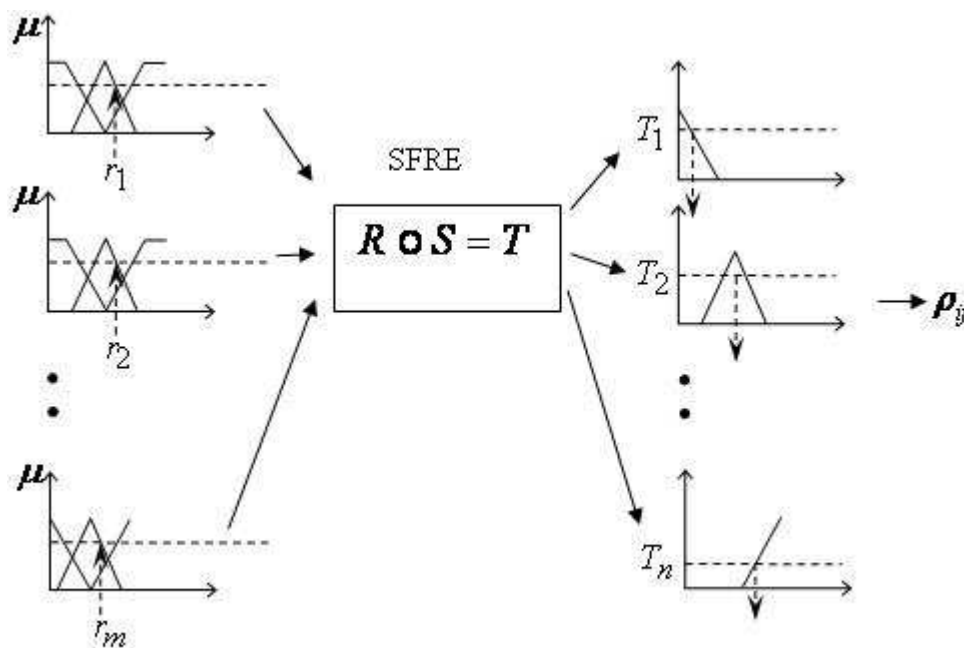 μ
r1
μ
r2
μ
rm
SFRE
R o S = T
T1
T2
Tn
ρij